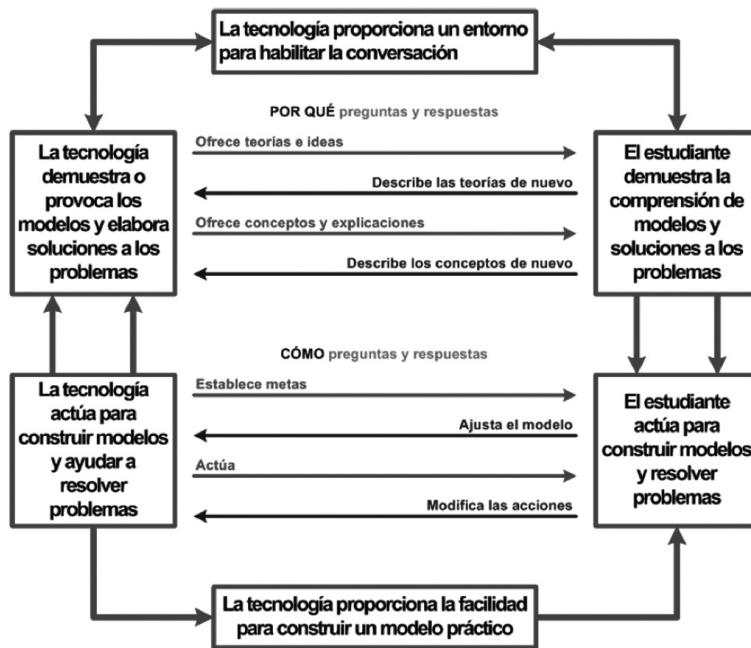 La tecnología proporciona un entorno
para habilitar la conversación
POR QUÉ preguntas y respuestas
La tecnología
demuestra o
provoca los
modelos y elabora
soluciones a los
problemas
Ofrece teorías e ideas
Describe las teorías de nuevo
Ofrece conceptos y explicaciones
Describe los conceptos de nuevo
El estudiante
demuestra la
comprensión de
modelos y
soluciones a los
problemas
CÓMO preguntas y respuestas
La tecnología
actúa para
construir modelos
y ayudar a
resolver
problemas
Establece metas
Ajusta el modelo
Actúa
Modifica las acciones
El estudiante
actúa para
construir modelos
y resolver
problemas
La tecnología proporciona la facilidad
para construir un modelo práctico